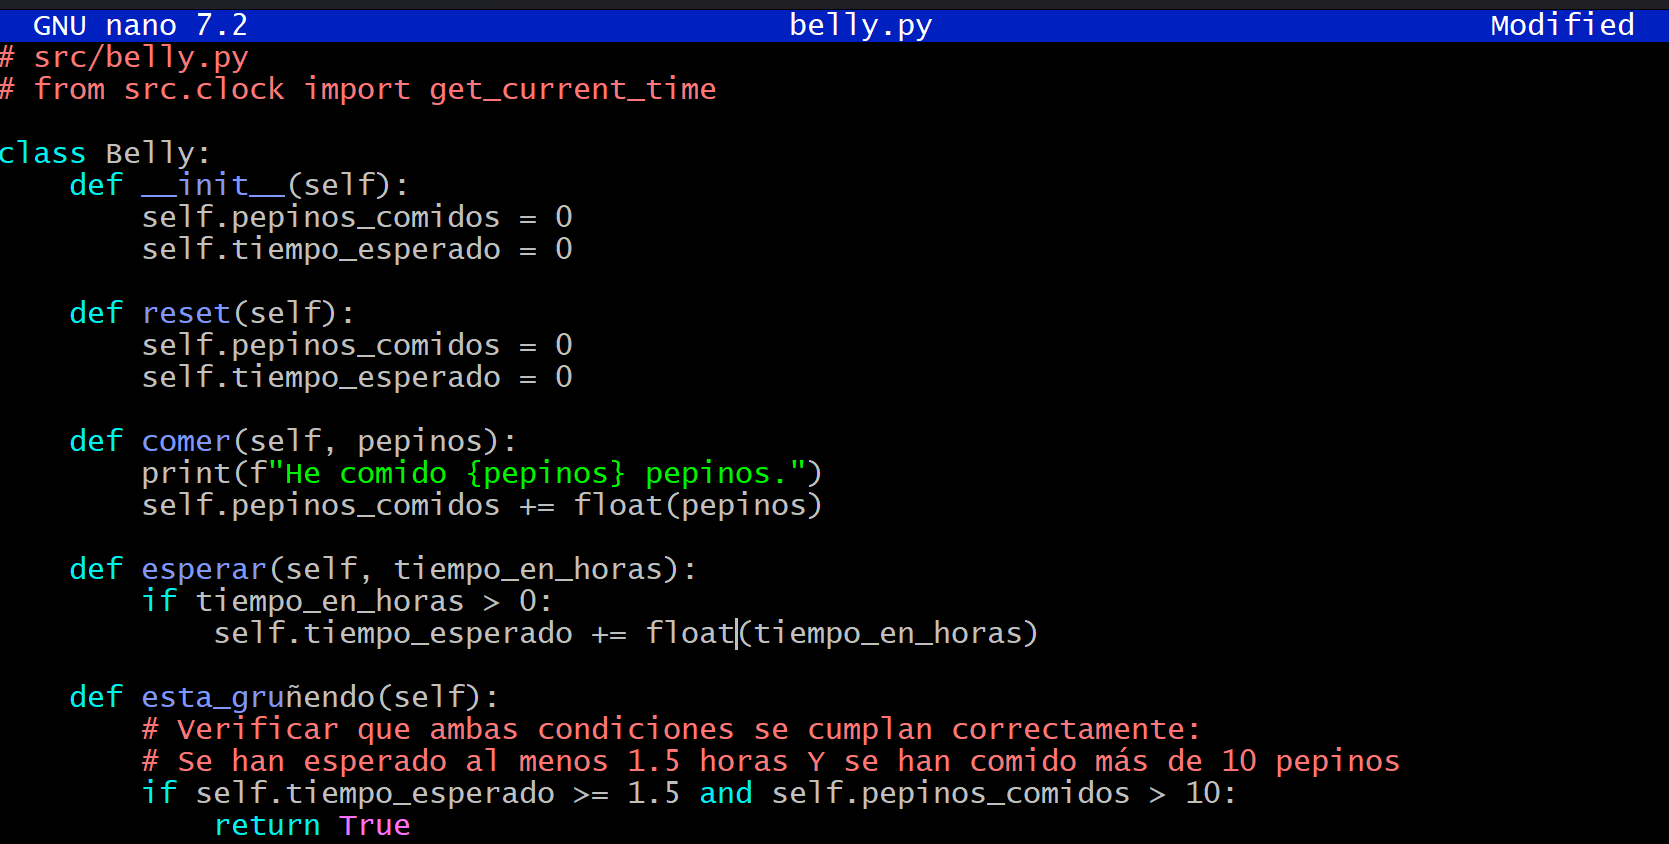 GNU nano 7.2 belly.py Modified
# src/belly.py
# from src.clock import get_current_time
class Belly:
def __init__(self):
self.pepinos_comidos = 0
self.tiempo_esperado = 0
def reset(self):
self.pepinos_comidos = 0
self.tiempo_esperado = 0
def comer(self, pepinos):
print(f"He comido {pepinos} pepinos.")
self.pepinos_comidos += float(pepinos)
def esperar(self, tiempo_en_horas):
if tiempo_en_horas > 0:
self.tiempo_esperado += float(tiempo_en_horas)
def esta_gruñendo(self):
# Verificar que ambas condiciones se cumplan correctamente:
# Se han esperado al menos 1.5 horas Y se han comido más de 10 pepinos
if self.tiempo_esperado >= 1.5 and self.pepinos_comidos > 10:
return True